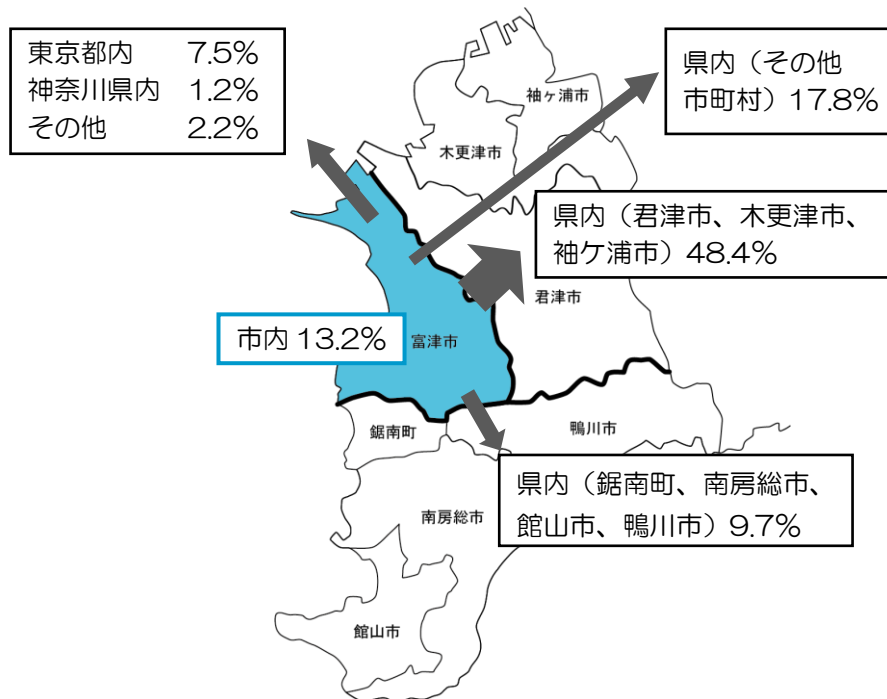 東京都内 7.5%
神奈川県内 1.2%
その他 2.2%
県内（その他
市町村）17.8%
袖ヶ浦市
木更津市
県内（君津市、木更津市、
袖ケ浦市）48.4%
君津市
市内 13.2%
富津市
鋸南町
鴨川市
県内（鋸南町、南房総市、
館山市、鴨川市）9.7%
南房総市
館山市